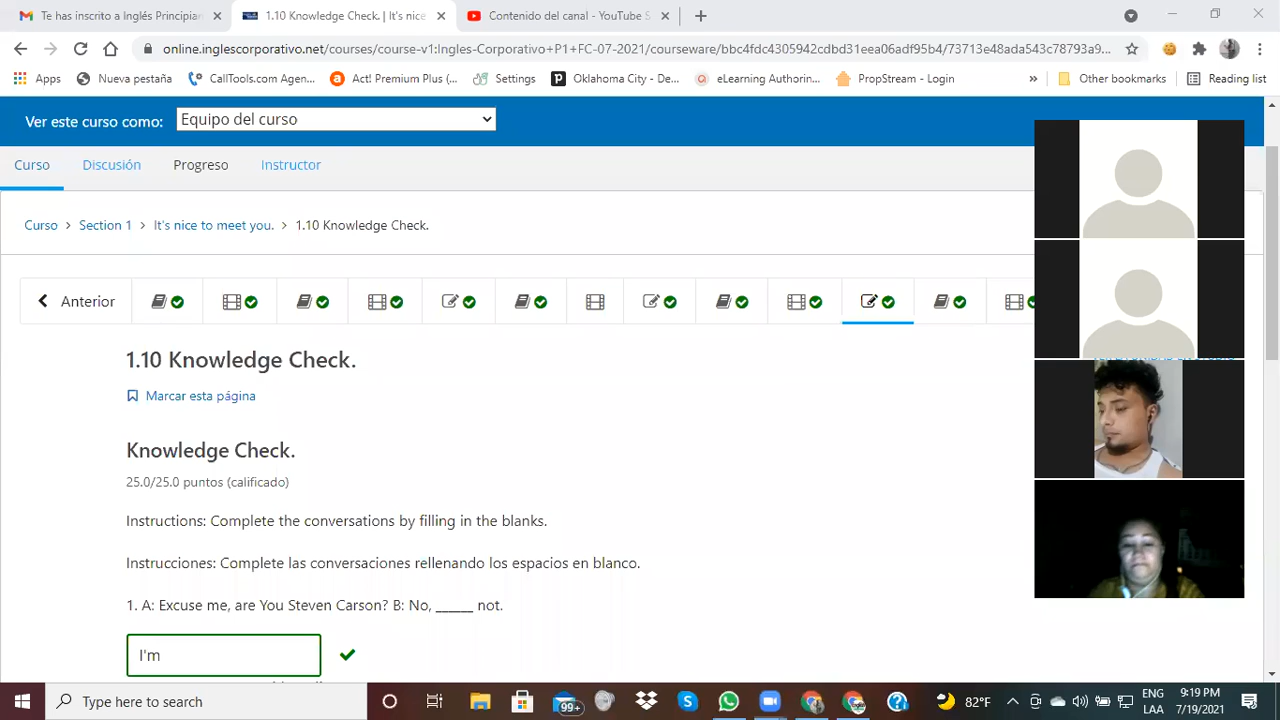 Te has inscrito a Inglés Principian
1.10 Knowledge Check. | It's nice
Contenido del canal - YouTube S
online.inglescorporativo.net/courses/course-v1:Ingles-Corporativo+P1+FC-07-2021/courseware/bbc4fdc4305942cdbd31eea06adf95b4/73713e48ada543c78793a9...
Apps
Nueva pestaña
CallTools.com Agen...
Act! Premium Plus (...
Settings
Oklahoma City - De...
eLearning Authorin...
PropStream - Login
»
Other bookmarks
Reading list
Ver este curso como:
Equipo del curso
Curso
Discusión
Progreso
Instructor
Curso > Section 1 > It's nice to meet you. > 1.10 Knowledge Check.
Anterior
1.10 Knowledge Check.
Marcar esta página
Knowledge Check.
25.0/25.0 puntos (calificado)
Instructions: Complete the conversations by filling in the blanks.
Instrucciones: Complete las conversaciones rellenando los espacios en blanco.
1. A: Excuse me, are You Steven Carson? B: No, ______ not.
I'm
Type here to search
99+
82°F
ENG
LAA
9:19 PM
7/19/2021